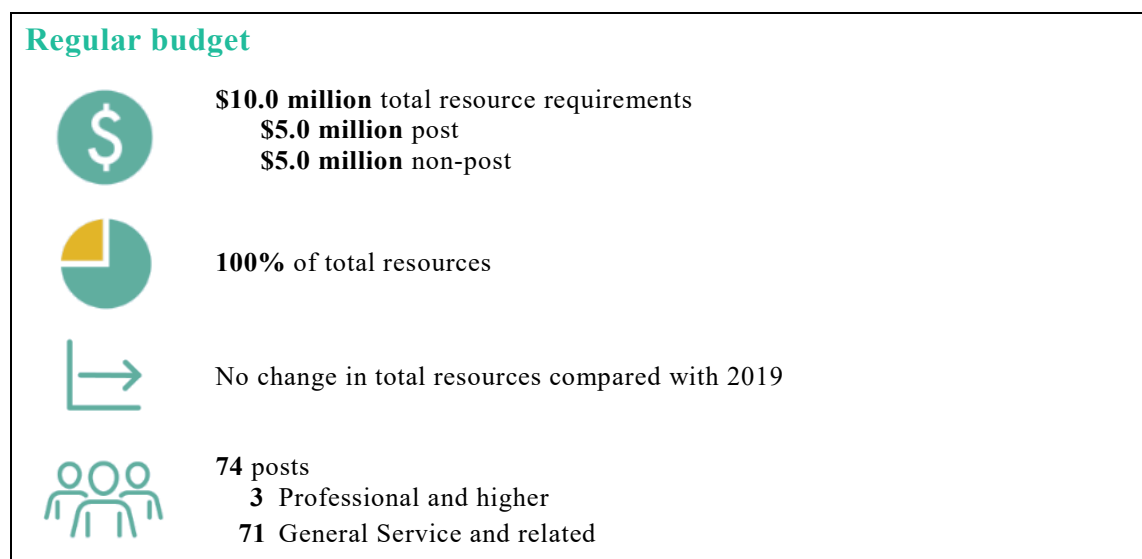 Regular budget
$
$10.0 million total resource requirements
$5.0 million post
$5.0 million non-post
100% of total resources
No change in total resources compared with 2019
74 posts
3 Professional and higher
71 General Service and related